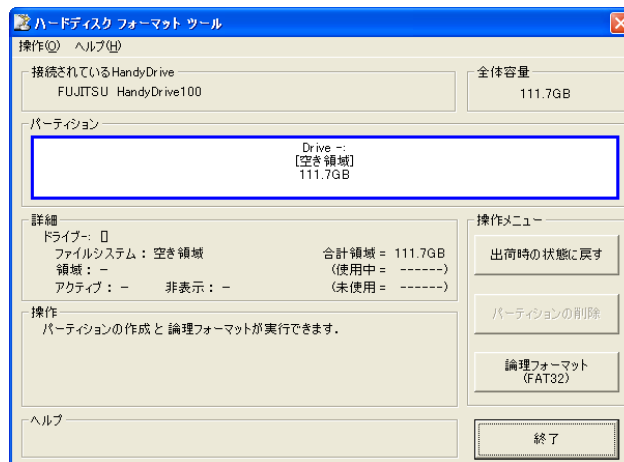 ハードディスク フォーマット ツール
操作(O) ヘルプ(H)
接続されているHandyDrive
FUJITSU HandyDrive100
全体容量
111.7GB
パーティション
Drive -:
[空き領域]
111.7GB
詳細
ドライブ-: []
ファイルシステム : 空き領域 合計領域 = 111.7GB
領域 : - (使用中 = ------)
アクティブ : - 非表示 : - (未使用 = ------)
操作
パーティションの作成 と 論理フォーマットが実行できます.
操作メニュー
出荷時の状態に戻す
パーティションの削除
論理フォーマット
(FAT32)
ヘルプ
終了